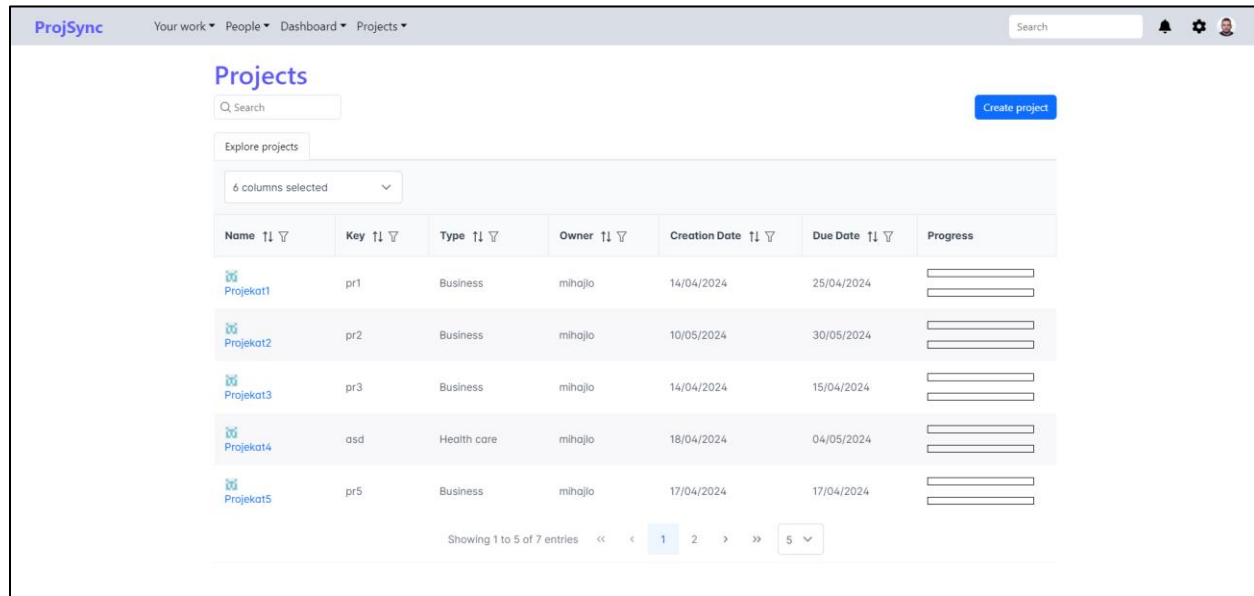 ProjSync Your work People Dashboard Projects Search
Projects
Search Create project
Explore projects
6 columns selected
Name Key Type Owner Creation Date Due Date Progress
Projekat1 pr1 Business mihajlo 14/04/2024 25/04/2024
Projekat2 pr2 Business mihajlo 10/05/2024 30/05/2024
Projekat3 pr3 Business mihajlo 14/04/2024 15/04/2024
Projekat4 asd Health care mihajlo 18/04/2024 04/05/2024
Projekat5 pr5 Business mihajlo 17/04/2024 17/04/2024
Showing 1 to 5 of 7 entries << < 1 2 > >> 5